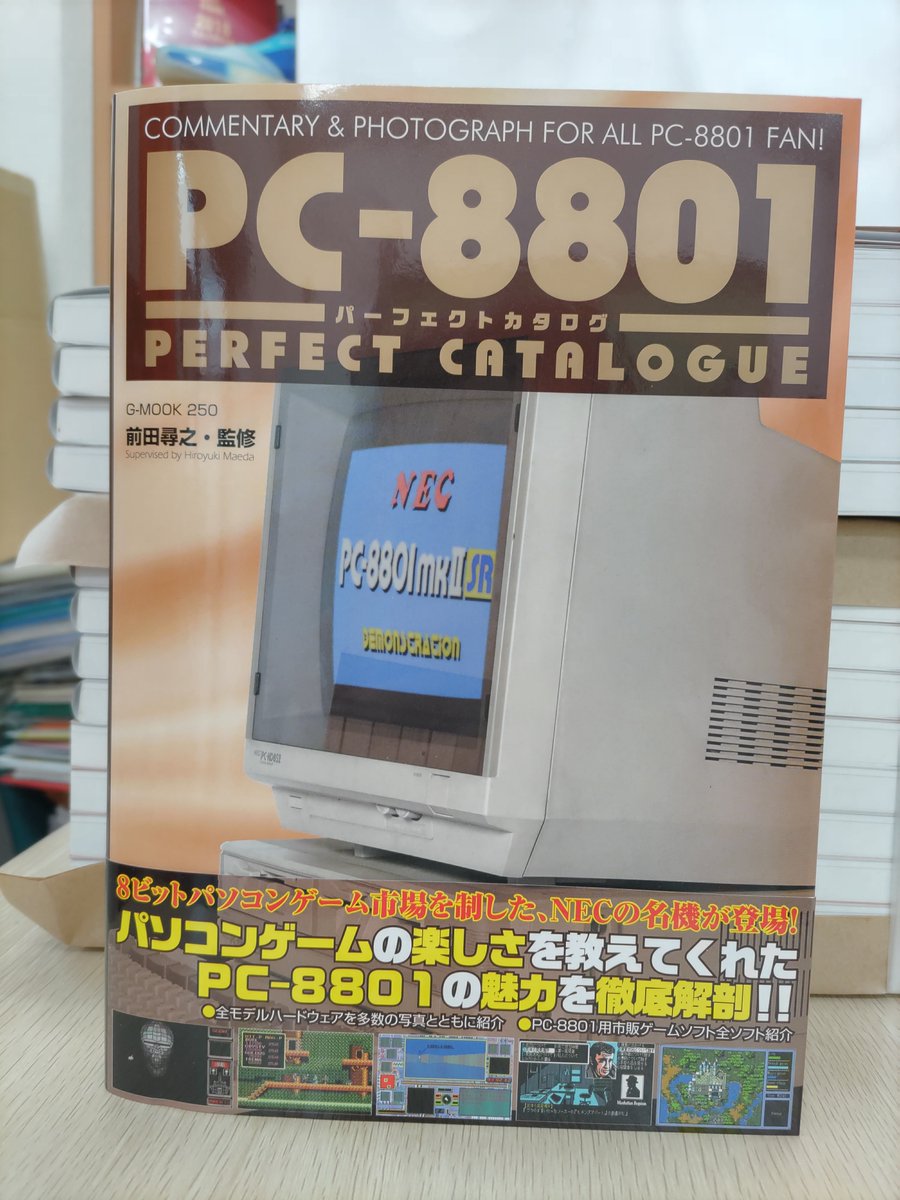 COMMENTARY & PHOTOGRAPH FOR ALL PC-8801 FAN!
PC-8801
パーフェクトカタログ
PERFECT CATALOGUE
G-MOOK 250
前田尋之・監修
Supervised by Hiroyuki Maeda
NEC
PC-8801mkⅡSR
DEMONSTRATION
8ビットパソコンゲーム市場を制した、NECの名機が登場!
パソコンゲームの楽しさを教えてくれた
PC-8801の魅力を徹底解剖!!
●全モデルハードウェアを多数の写真とともに紹介 ●PC-8801用市販ゲームソフト全ソフト紹介
Manhattan Requiem